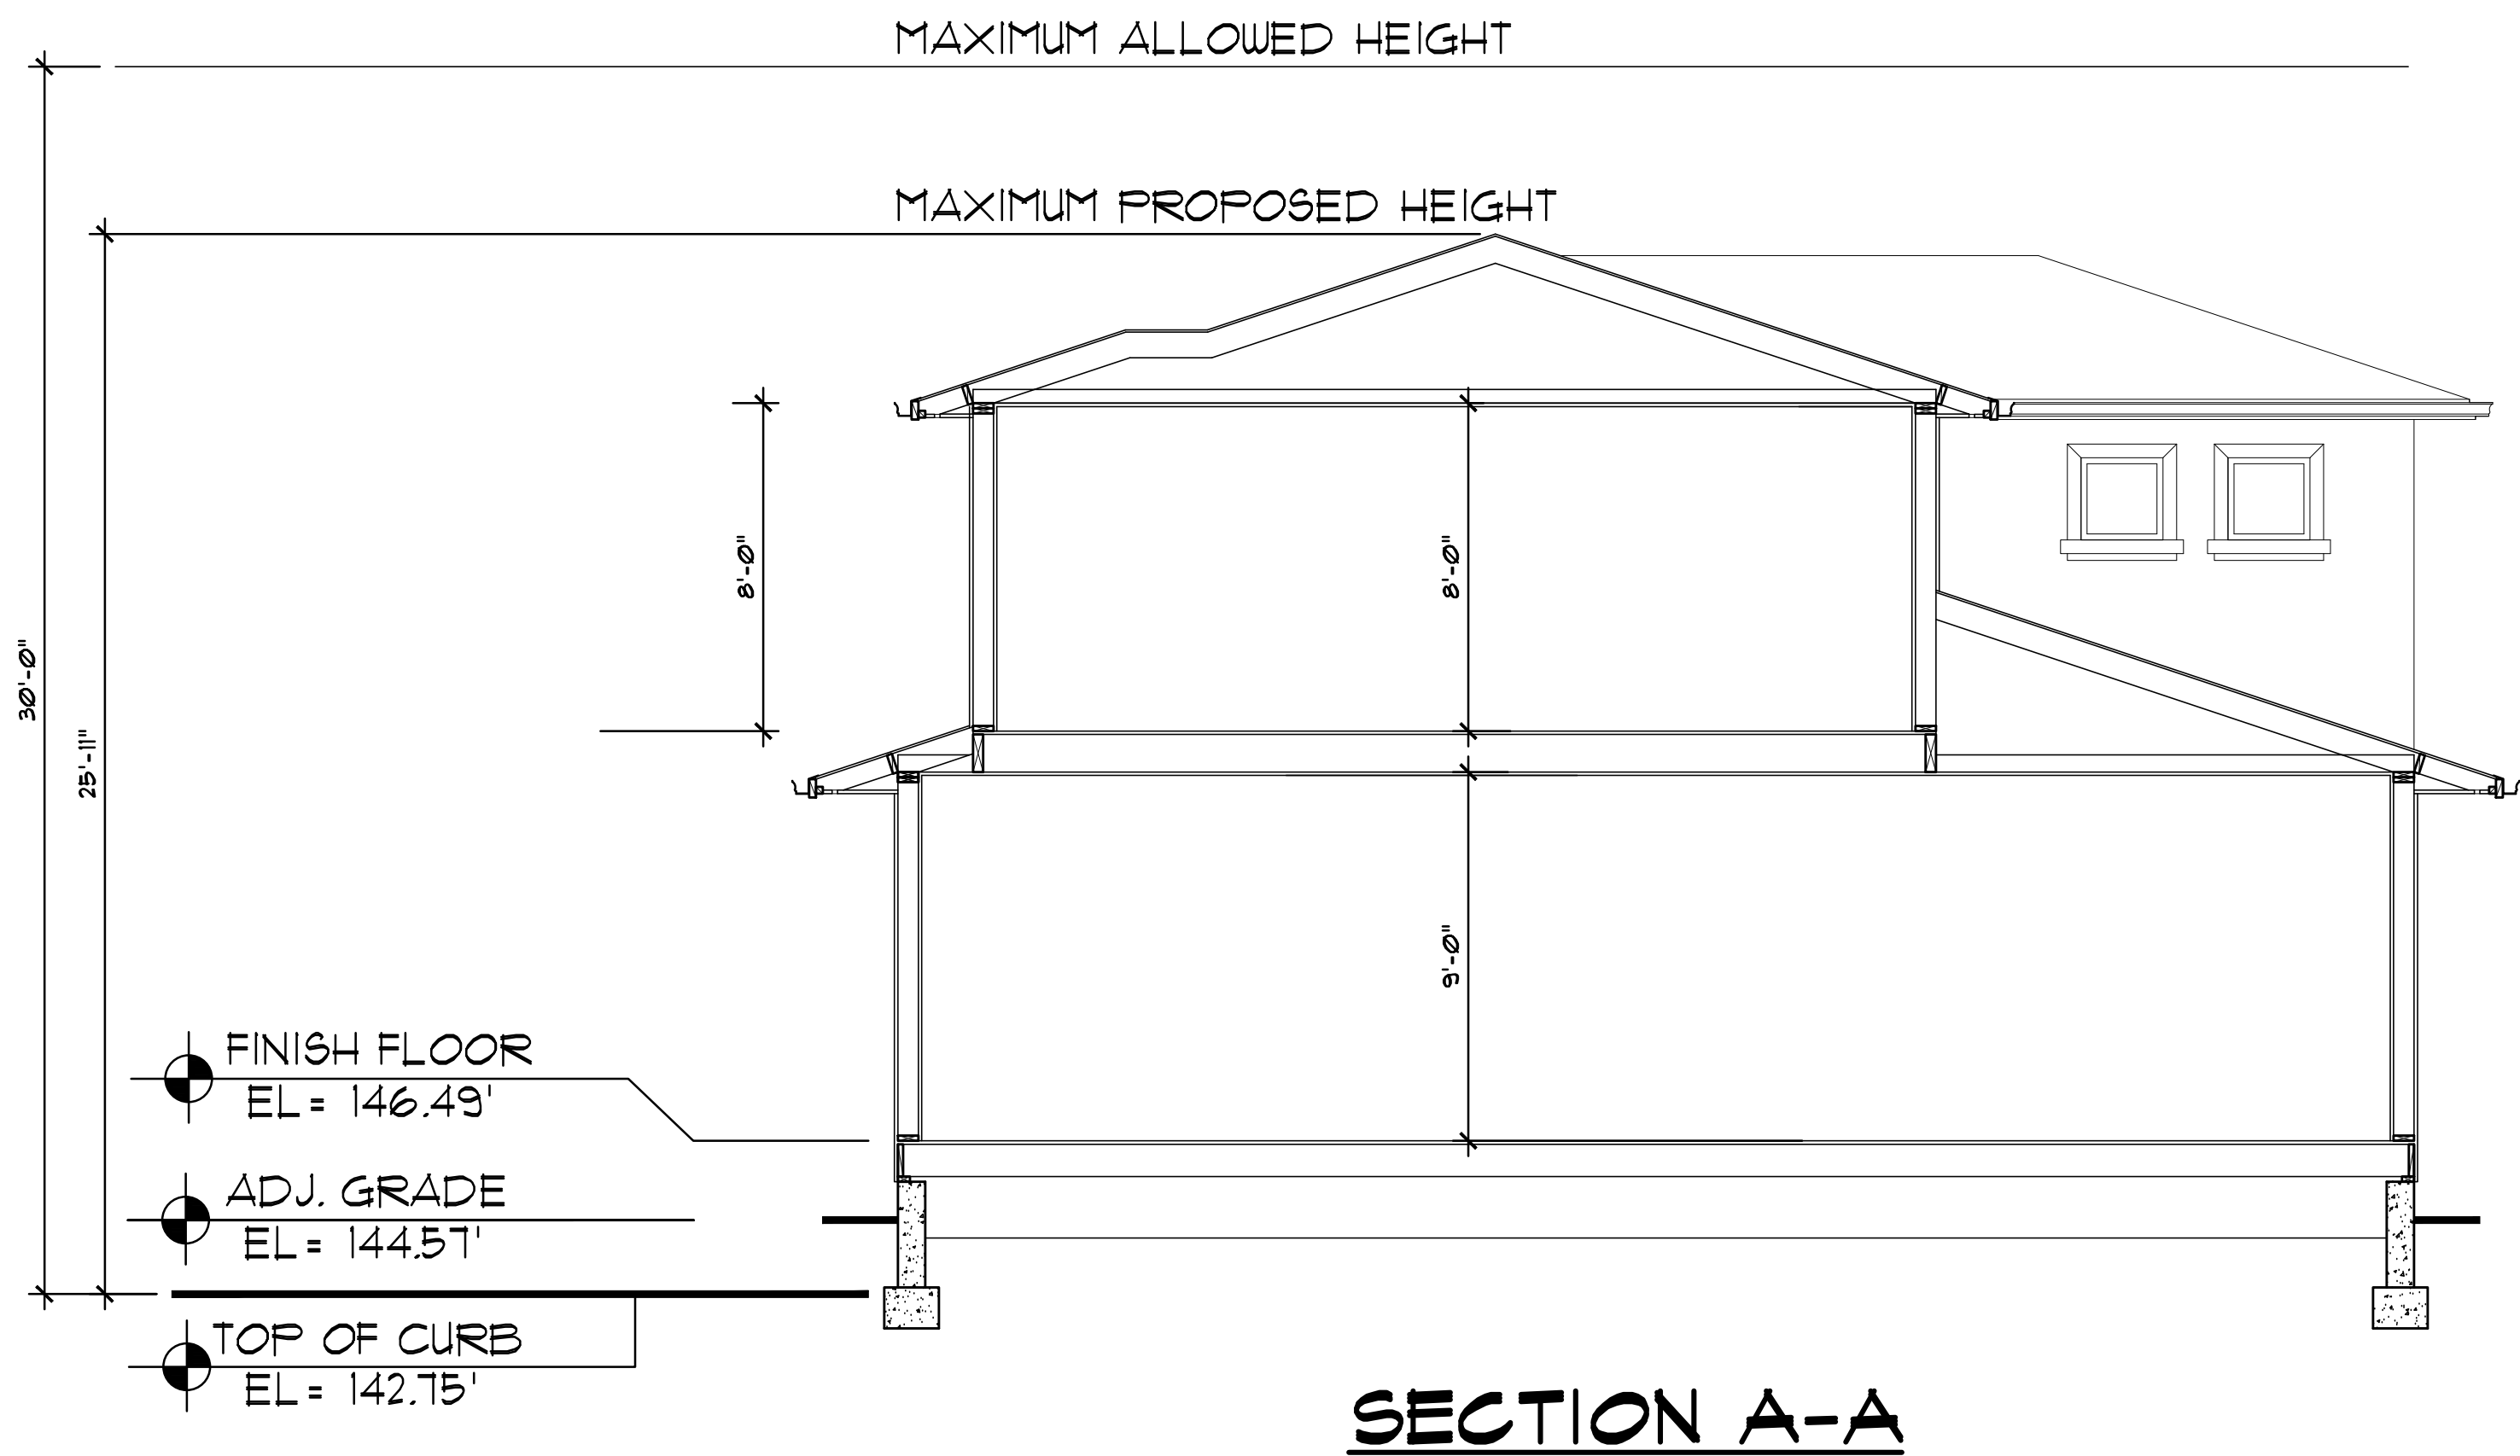 MAXIMUM ALLOWED HEIGHT
MAXIMUM PROPOSED HEIGHT
8'-0"
8'-0"
30'-0"
25'-11"
9'-0"
FINISH FLOOR
EL= 146.49'
ADJ. GRADE
EL= 144.57'
TOP OF CURB
EL= 142.75'
SECTION A-A